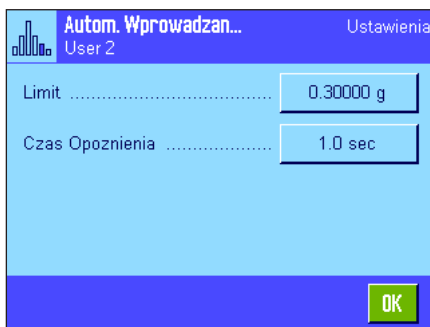 Autom. Wprowadzan... Ustawienia
User 2
Limit ................................... 0.30000 g
Czas Opoznienia .................... 1.0 sec
OK